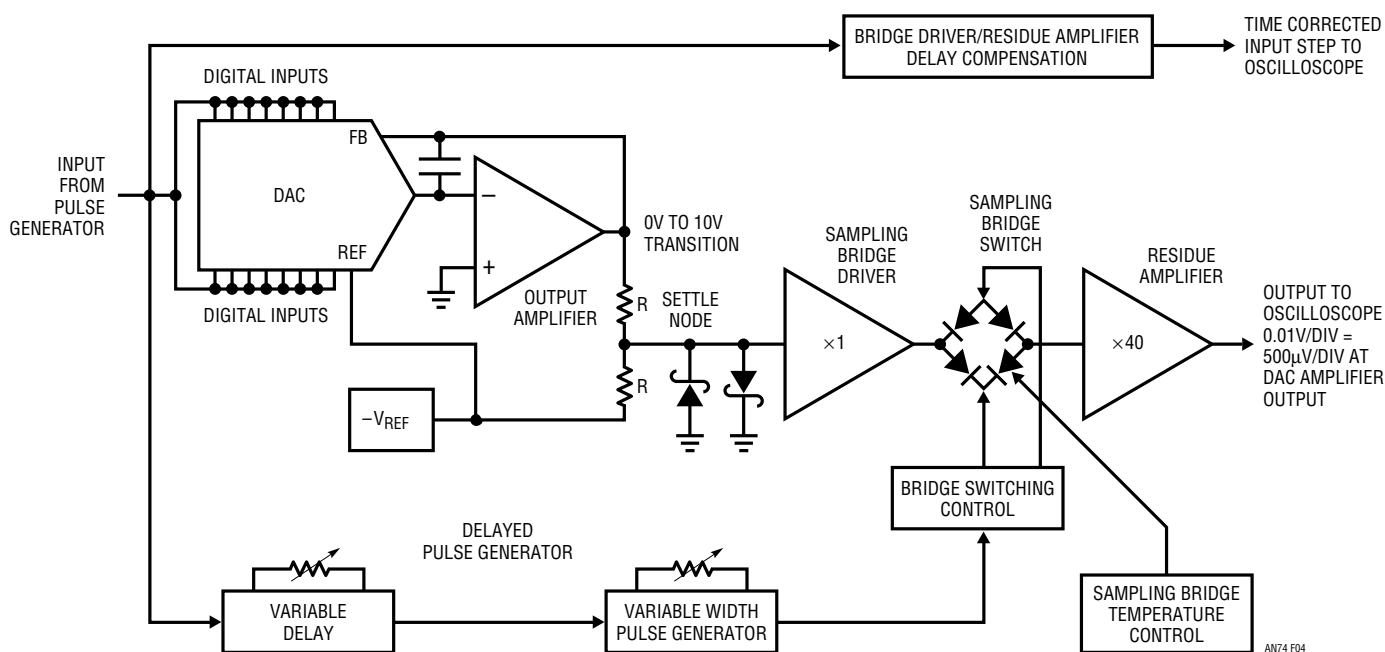 BRIDGE DRIVER/RESIDUE AMPLIFIER
DELAY COMPENSATION
TIME CORRECTED
INPUT STEP TO
OSCILLOSCOPE
DIGITAL INPUTS
INPUT
FROM
PULSE
GENERATOR
DAC
FB
REF
DIGITAL INPUTS
−
+
OUTPUT
AMPLIFIER
0V TO 10V
TRANSITION
R
R
SETTLE
NODE
−VREF
SAMPLING
BRIDGE
DRIVER
×1
SAMPLING
BRIDGE
SWITCH
RESIDUE
AMPLIFIER
×40
OUTPUT TO
OSCILLOSCOPE
0.01V/DIV =
500μV/DIV AT
DAC AMPLIFIER
OUTPUT
BRIDGE SWITCHING
CONTROL
DELAYED
PULSE GENERATOR
VARIABLE
DELAY
VARIABLE WIDTH
PULSE GENERATOR
SAMPLING BRIDGE
TEMPERATURE
CONTROL
AN74 F04